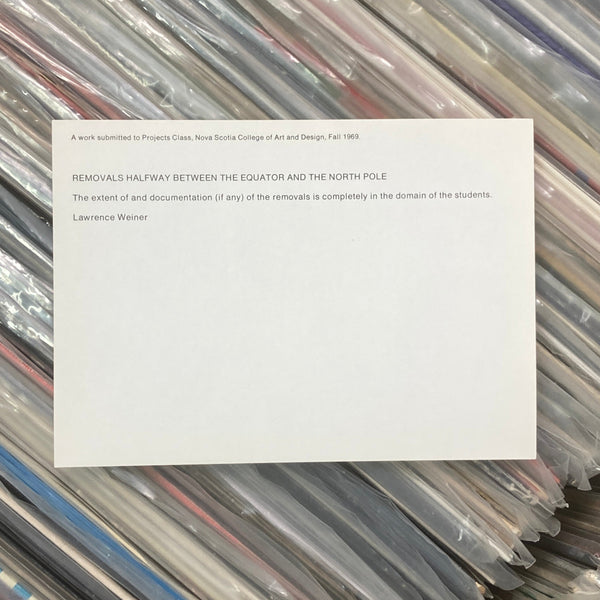 A work submitted to Projects Class, Nova Scotia College of Art and Design, Fall 1969.
REMOVALS HALFWAY BETWEEN THE EQUATOR AND THE NORTH POLE
The extent of and documentation (if any) of the removals is completely in the domain of the students.
Lawrence Weiner